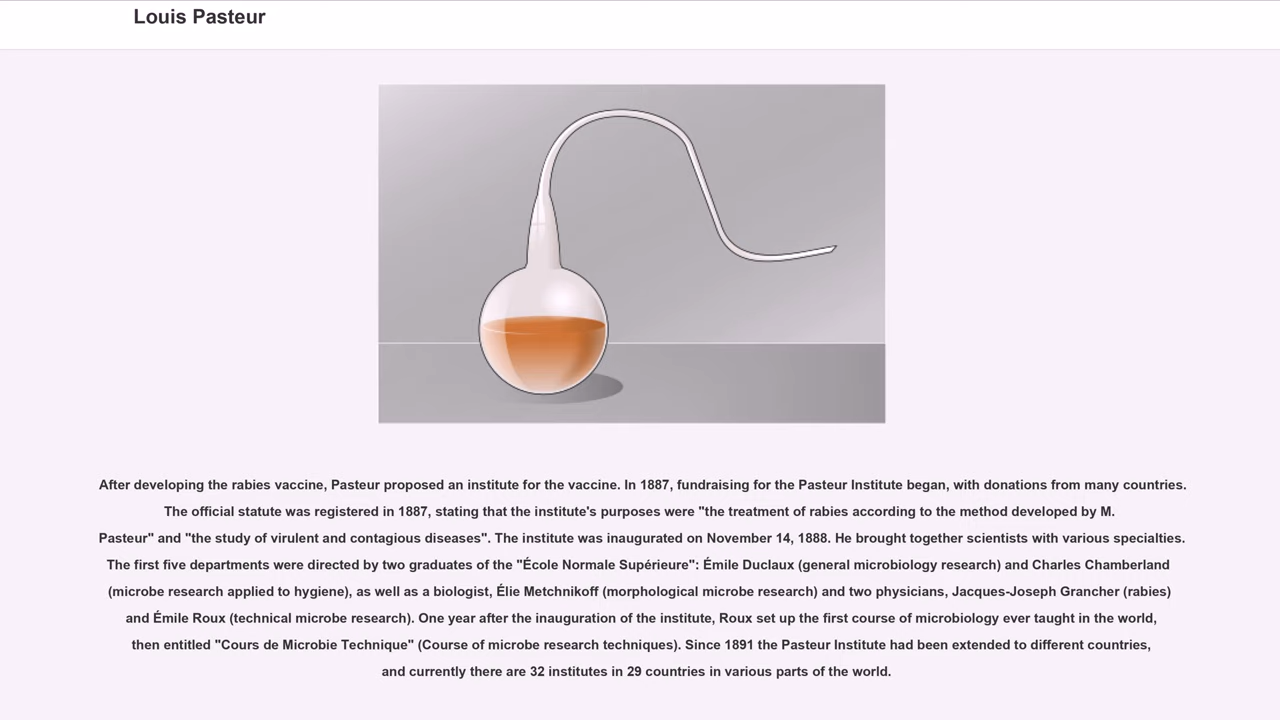 Louis Pasteur
After developing the rabies vaccine, Pasteur proposed an institute for the vaccine. In 1887, fundraising for the Pasteur Institute began, with donations from many countries.
The official statute was registered in 1887, stating that the institute's purposes were "the treatment of rabies according to the method developed by M.
Pasteur" and "the study of virulent and contagious diseases". The institute was inaugurated on November 14, 1888. He brought together scientists with various specialties.
The first five departments were directed by two graduates of the "École Normale Supérieure": Émile Duclaux (general microbiology research) and Charles Chamberland
(microbe research applied to hygiene), as well as a biologist, Élie Metchnikoff (morphological microbe research) and two physicians, Jacques-Joseph Grancher (rabies)
and Émile Roux (technical microbe research). One year after the inauguration of the institute, Roux set up the first course of microbiology ever taught in the world,
then entitled "Cours de Microbie Technique" (Course of microbe research techniques). Since 1891 the Pasteur Institute had been extended to different countries,
and currently there are 32 institutes in 29 countries in various parts of the world.